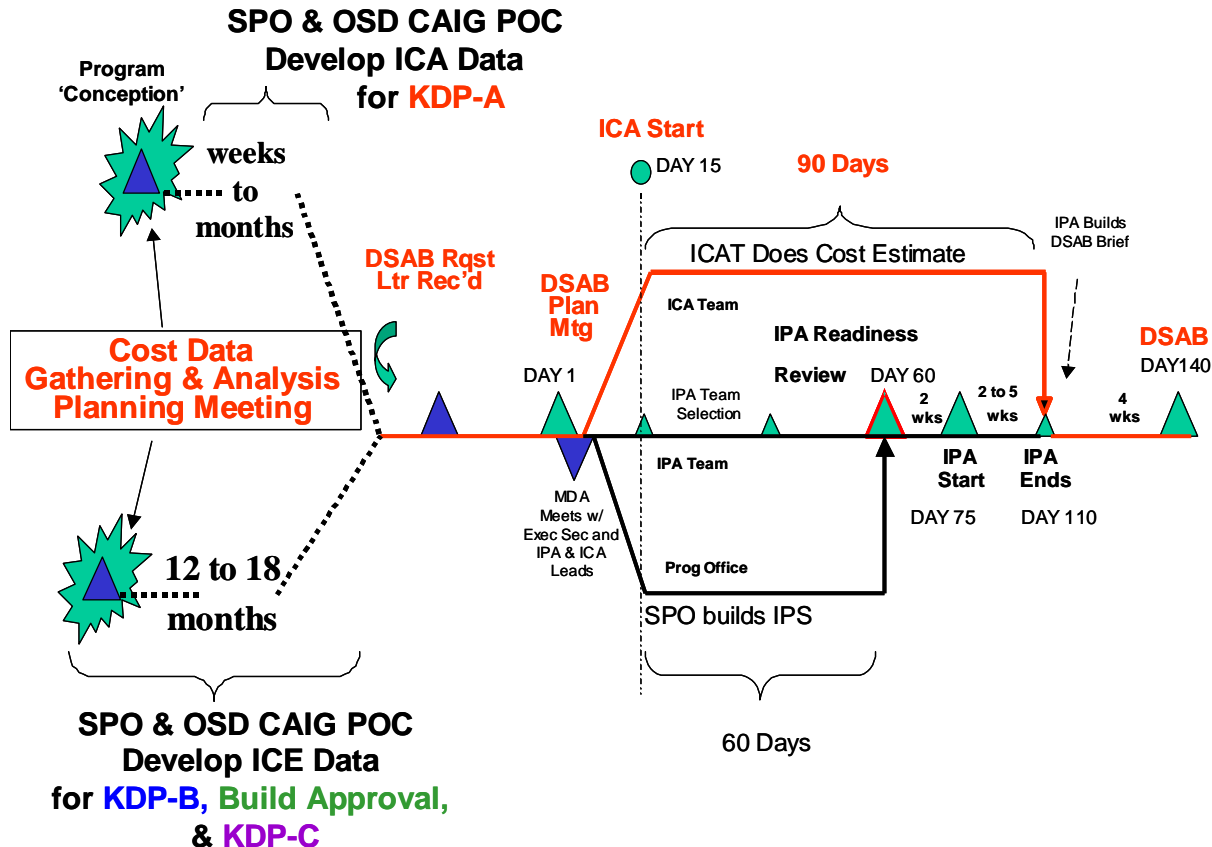 SPO & OSD CAIG POC
Develop ICA Data
for KDP-A
Program
‘Conception’
weeks
to
months
ICA Start
DAY 15
90 Days
IPA Builds
DSAB Brief
ICAT Does Cost Estimate
DSAB Rqst
Ltr Rec’d
DSAB
Plan
Mtg
ICA Team
IPA Readiness
Review
DSAB
DAY140
Cost Data
Gathering & Analysis
Planning Meeting
DAY 1
IPA Team
Selection
DAY 60
2
wks
2 to 5
wks
4
wks
IPA Team
IPA
Start
IPA
Ends
DAY 75
DAY 110
MDA
Meets w/
Exec Sec and
IPA & ICA
Leads
Prog Office
SPO builds IPS
12 to 18
months
60 Days
SPO & OSD CAIG POC
Develop ICE Data
for KDP-B, Build Approval,
& KDP-C